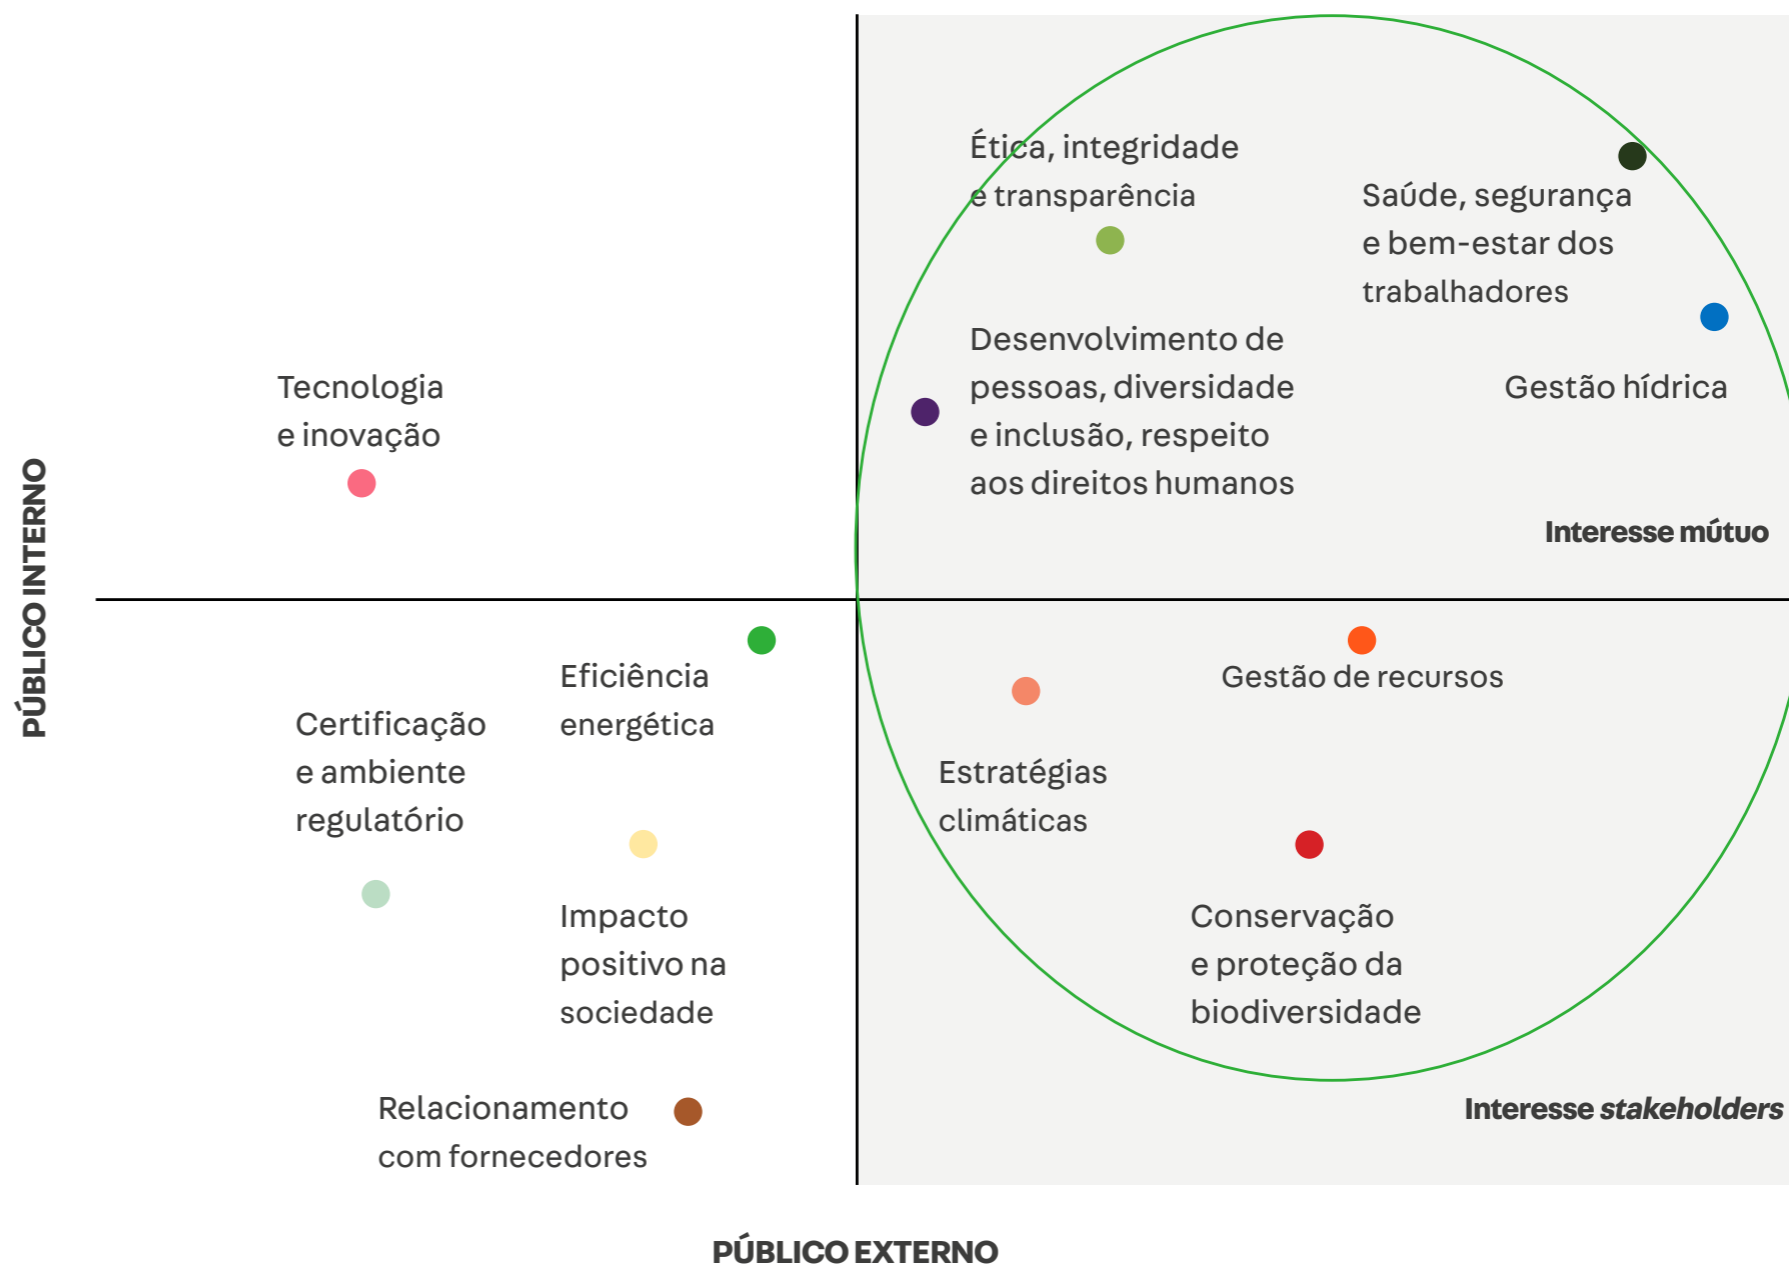 Ética, integridade
e transparência
Saúde, segurança
e bem-estar dos
trabalhadores
Desenvolvimento de
pessoas, diversidade
e inclusão, respeito
aos direitos humanos
Gestão hídrica
Tecnologia
e inovação
Interesse mútuo
PÚBLICO INTERNO
Eficiência
energética
Gestão de recursos
Certificação
e ambiente
regulatório
Estratégias
climáticas
Impacto
positivo na
sociedade
Conservação
e proteção da
biodiversidade
Relacionamento
com fornecedores
Interesse stakeholders
PÚBLICO EXTERNO